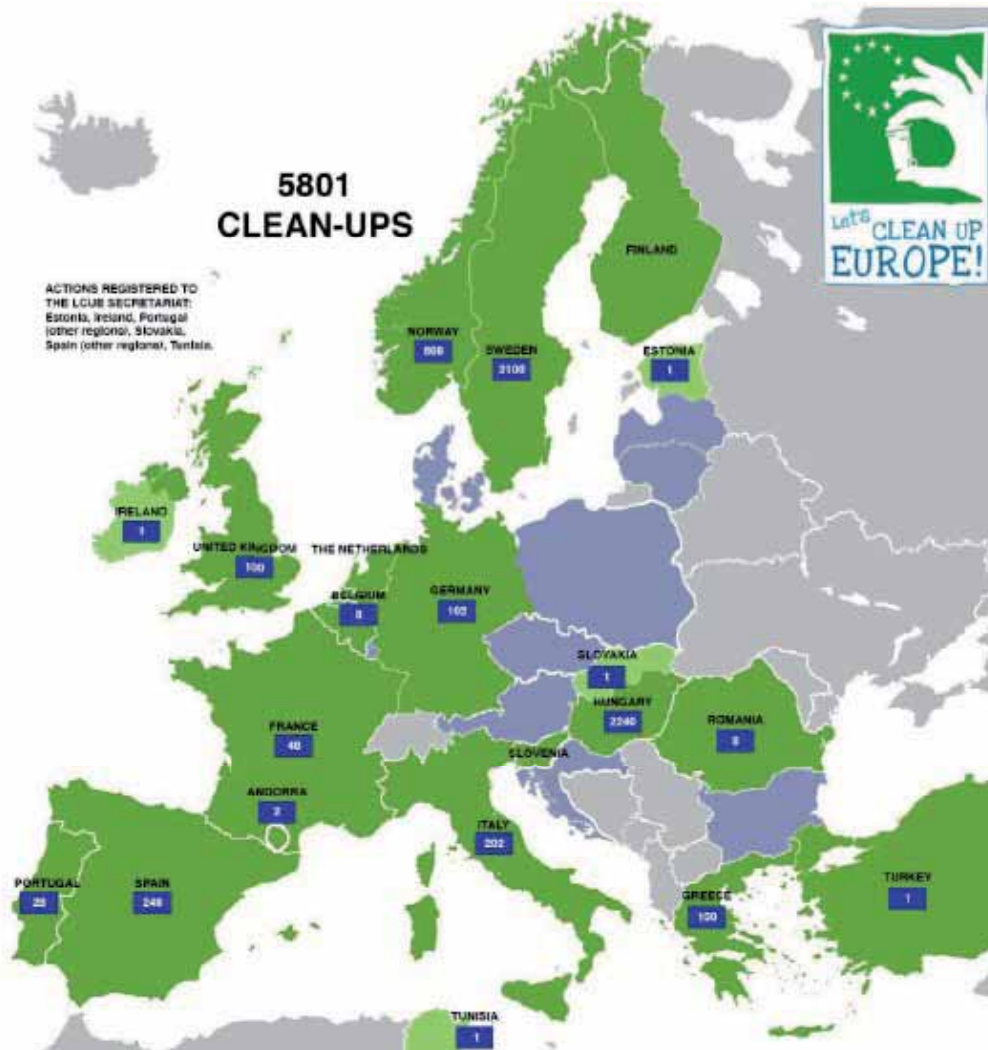 5801
CLEAN-UPS
ACTIONS REGISTERED TO
THE LCUE SECRETARIAT:
Estonia, Ireland, Portugal
(other regions), Slovakia,
Spain (other regions), Tunisia.
Let's
CLEAN UP
EUROPE!
FINLAND
NORWAY
SWEDEN
2100
ESTONIA
1
IRELAND
1
UNITED KINGDOM
100
THE NETHERLANDS
BELGIUM
GERMANY
SLOVAKIA
1
HUNGARY
2240
ROMANIA
FRANCE
SLOVENIA
ANDORRA
2
ITALY
202
PORTUGAL
SPAIN
GREECE
100
TURKEY
1
TUNISIA
1